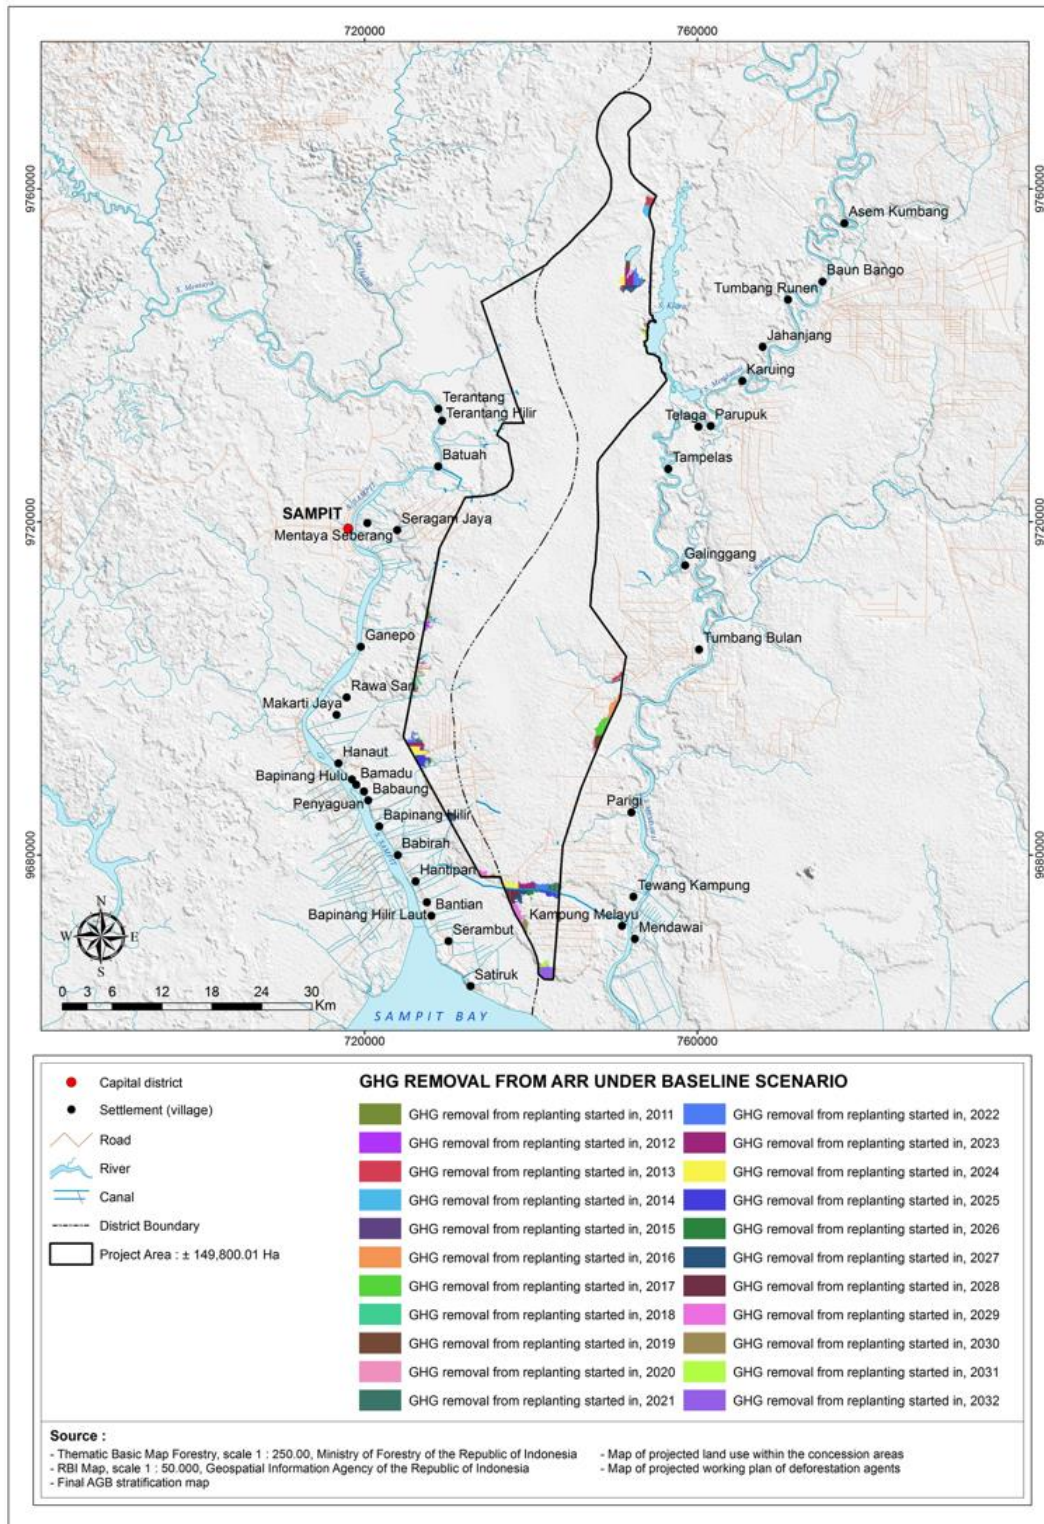 720000
760000
9760000
9760000
Asem Kumbang
Baun Bango
Tumbang Runen
S. Mentaya
Jahanjang
Karuing
S. Mengkawai
Terantang
Terantang Hilir
Telaga
Parupuk
Batuah
Tampelas
S. SAMPIT
SAMPIT
Seragam Jaya
Mentaya Seberang
9720000
9720000
Galinggang
Ganepo
Tumbang Bulan
Rawa Sari
Makarti Jaya
Hanaut
Bapinang Hulu
Bamadu
Babaung
Penyaguan
Parigi
Bapinang Hilir
Babirah
S. SAMPIT
9680000
9680000
Hantipan
Tewang Kampung
Bantian
Bapinang Hilir Laut
Kampung Melayu
Mendawai
Serambut
Satiruk
N
W
E
S
0 3 6 12 18 24 30
Km
SAMPIT BAY
720000
760000
Capital district
Settlement (village)
Road
River
Canal
District Boundary
Project Area : ± 149,800.01 Ha
GHG REMOVAL FROM ARR UNDER BASELINE SCENARIO
GHG removal from replanting started in, 2011
GHG removal from replanting started in, 2012
GHG removal from replanting started in, 2013
GHG removal from replanting started in, 2014
GHG removal from replanting started in, 2015
GHG removal from replanting started in, 2016
GHG removal from replanting started in, 2017
GHG removal from replanting started in, 2018
GHG removal from replanting started in, 2019
GHG removal from replanting started in, 2020
GHG removal from replanting started in, 2021
GHG removal from replanting started in, 2022
GHG removal from replanting started in, 2023
GHG removal from replanting started in, 2024
GHG removal from replanting started in, 2025
GHG removal from replanting started in, 2026
GHG removal from replanting started in, 2027
GHG removal from replanting started in, 2028
GHG removal from replanting started in, 2029
GHG removal from replanting started in, 2030
GHG removal from replanting started in, 2031
GHG removal from replanting started in, 2032
Source :
- Thematic Basic Map Forestry, scale 1 : 250.00, Ministry of Forestry of the Republic of Indonesia
- RBI Map, scale 1 : 50.000, Geospatial Information Agency of the Republic of Indonesia
- Final AGB stratification map
- Map of projected land use within the concession areas
- Map of projected working plan of deforestation agents